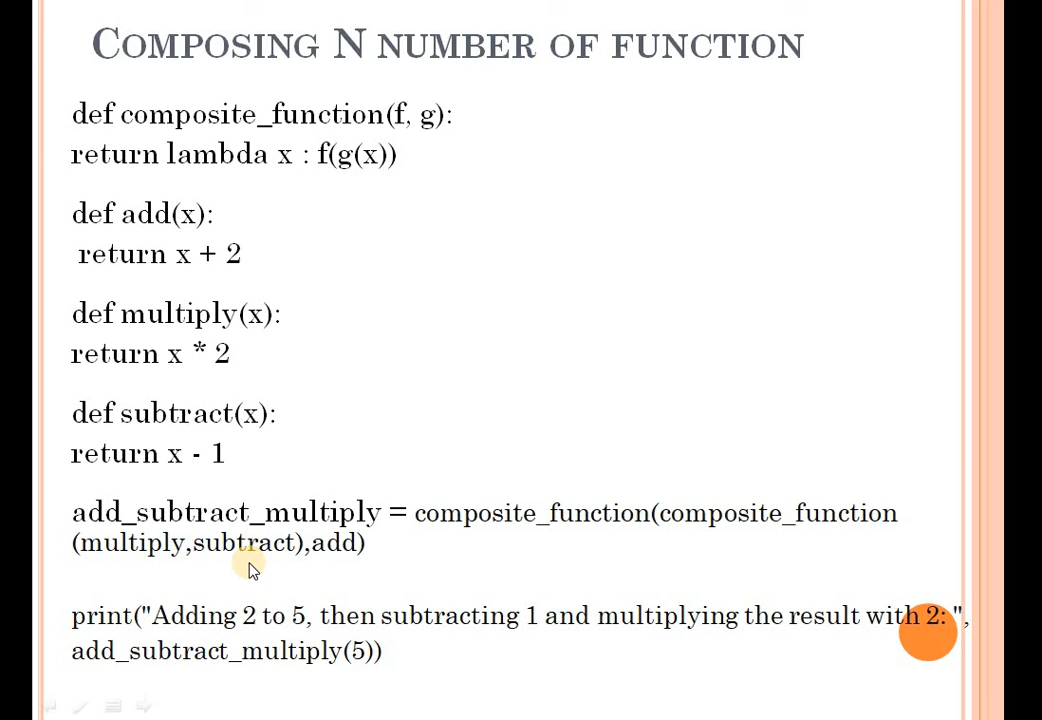 COMPOSING N NUMBER OF FUNCTION
def composite_function(f, g):
return lambda x : f(g(x))
def add(x):
return x + 2
def multiply(x):
return x * 2
def subtract(x):
return x - 1
add_subtract_multiply = composite_function(composite_function
(multiply,subtract),add)
print("Adding 2 to 5, then subtracting 1 and multiplying the result with 2: ",
add_subtract_multiply(5))